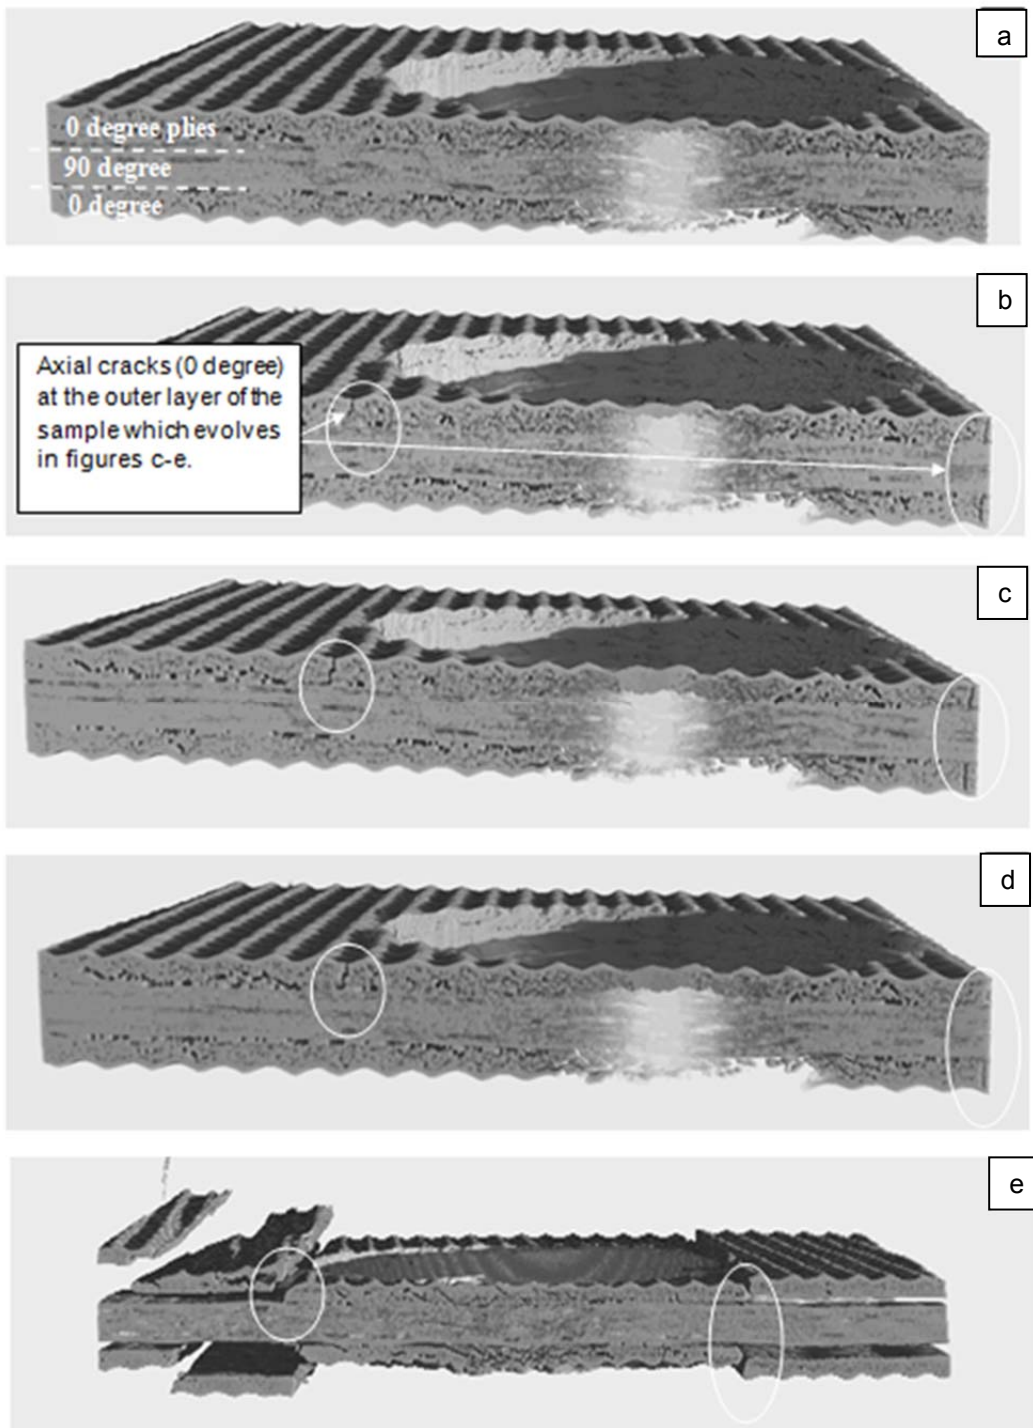 a
0 degree plies
90 degree
0 degree
b
Axial cracks (0 degree)
at the outer layer of the
sample which evolves
in figures c-e.
c
d
e